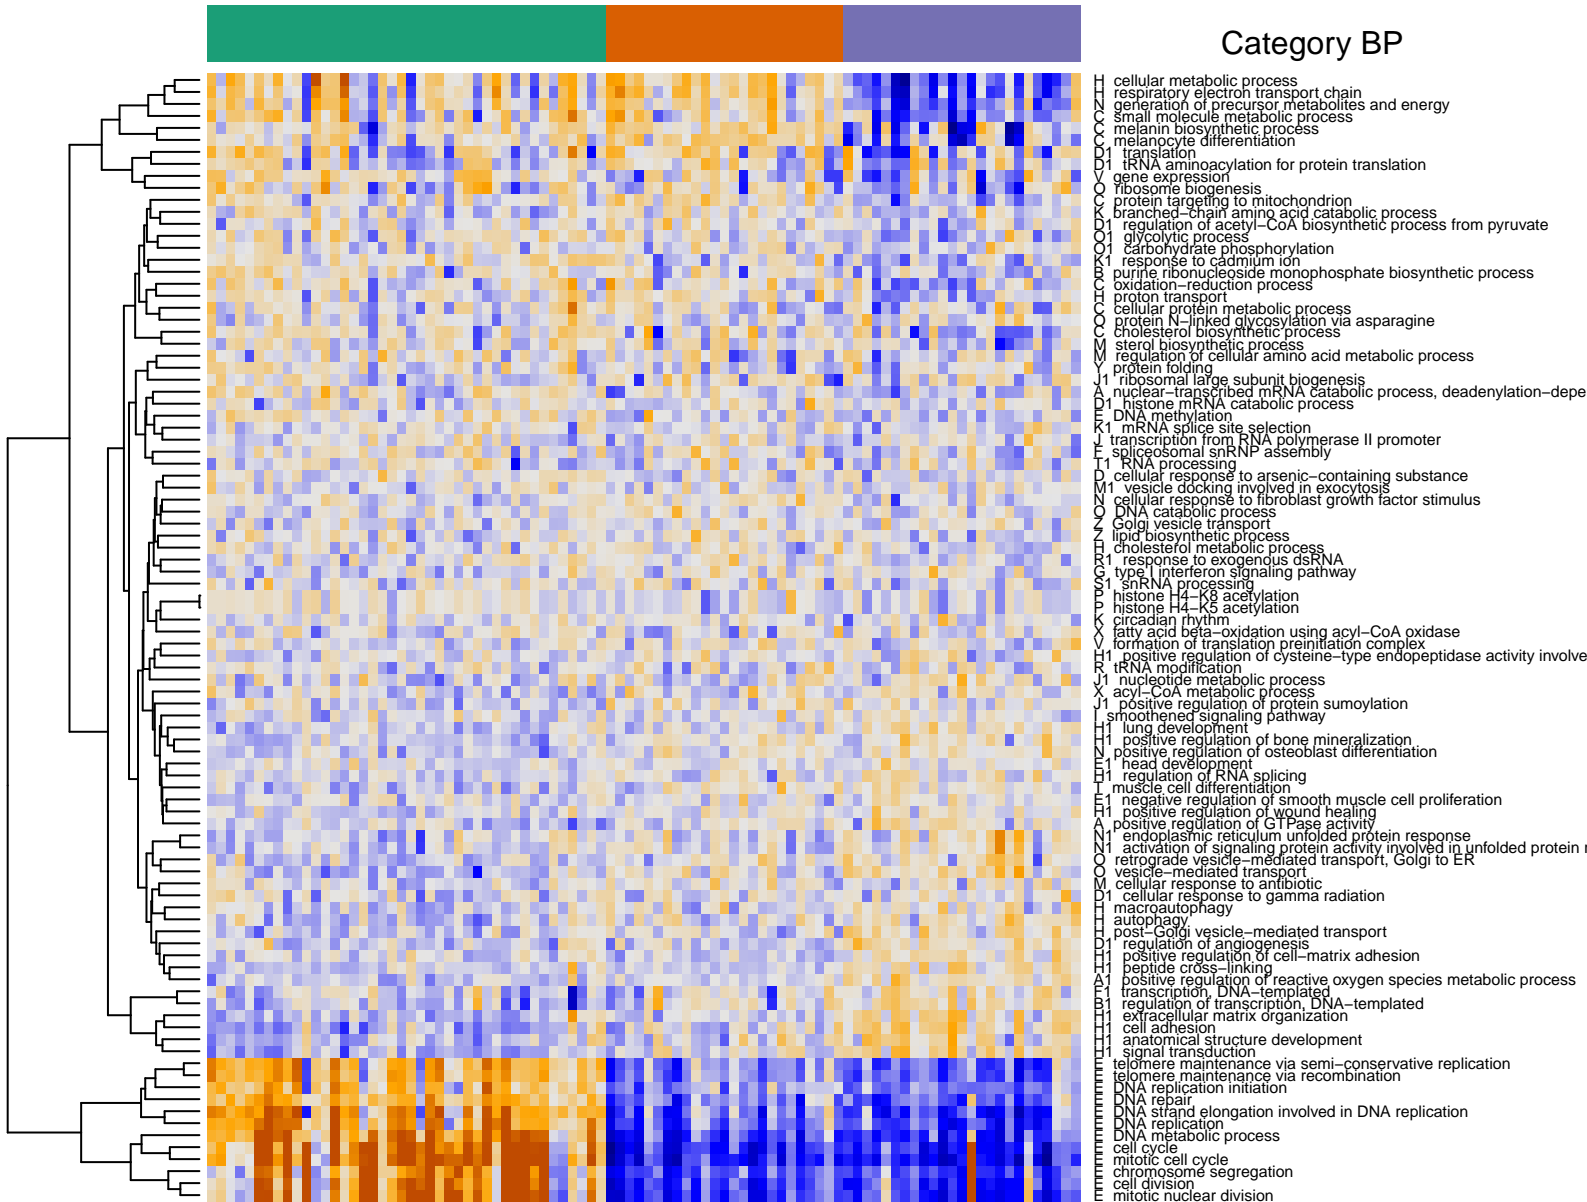 Category BP
H cellular metabolic process
H respiratory electron transport chain
N generation of precursor metabolites and energy
C small molecule metabolic process
C melanin biosynthetic process
C melanocyte differentiation
D1 translation
D1 tRNA aminoacylation for protein translation
V gene expression
O ribosome biogenesis
C protein targeting to mitochondrion
K branched−chain amino acid catabolic process
D1 regulation of acetyl−CoA biosynthetic process from pyruvate
O1 glycolytic process
O1 carbohydrate phosphorylation
K1 response to cadmium ion
B purine ribonucleoside monophosphate biosynthetic process
C oxidation−reduction process
H proton transport
C cellular protein metabolic process
O protein N−linked glycosylation via asparagine
C cholesterol biosynthetic process
M sterol biosynthetic process
M regulation of cellular amino acid metabolic process
Y protein folding
J1 ribosomal large subunit biogenesis
A nuclear−transcribed mRNA catabolic process, deadenylation−depe
D1 histone mRNA catabolic process
E DNA methylation
K1 mRNA splice site selection
J transcription from RNA polymerase II promoter
F spliceosomal snRNP assembly
T1 RNA processing
D cellular response to arsenic−containing substance
M1 vesicle docking involved in exocytosis
N cellular response to fibroblast growth factor stimulus
O DNA catabolic process
Z Golgi vesicle transport
Z lipid biosynthetic process
H cholesterol metabolic process
R1 response to exogenous dsRNA
G type I interferon signaling pathway
S1 snRNA processing
P histone H4−K8 acetylation
P histone H4−K5 acetylation
K circadian rhythm
X fatty acid beta−oxidation using acyl−CoA oxidase
V formation of translation preinitiation complex
H1 positive regulation of cysteine−type endopeptidase activity involve
R tRNA modification
J1 nucleotide metabolic process
X acyl−CoA metabolic process
J1 positive regulation of protein sumoylation
I smoothened signaling pathway
H1 lung development
H1 positive regulation of bone mineralization
N positive regulation of osteoblast differentiation
E1 head development
H1 regulation of RNA splicing
T muscle cell differentiation
E1 negative regulation of smooth muscle cell proliferation
H1 positive regulation of wound healing
A positive regulation of GTPase activity
N1 endoplasmic reticulum unfolded protein response
N1 activation of signaling protein activity involved in unfolded protein
O retrograde vesicle−mediated transport, Golgi to ER
O vesicle−mediated transport
M cellular response to antibiotic
D1 cellular response to gamma radiation
H macroautophagy
H autophagy
H post−Golgi vesicle−mediated transport
D1 regulation of angiogenesis
H1 positive regulation of cell−matrix adhesion
H1 peptide cross−linking
A1 positive regulation of reactive oxygen species metabolic process
F1 transcription, DNA−templated
B1 regulation of transcription, DNA−templated
H1 extracellular matrix organization
H1 cell adhesion
H1 anatomical structure development
H1 signal transduction
E telomere maintenance via semi−conservative replication
E telomere maintenance via recombination
E DNA replication initiation
E DNA repair
E DNA strand elongation involved in DNA replication
E DNA replication
E DNA metabolic process
E cell cycle
E mitotic cell cycle
E chromosome segregation
E cell division
E mitotic nuclear division